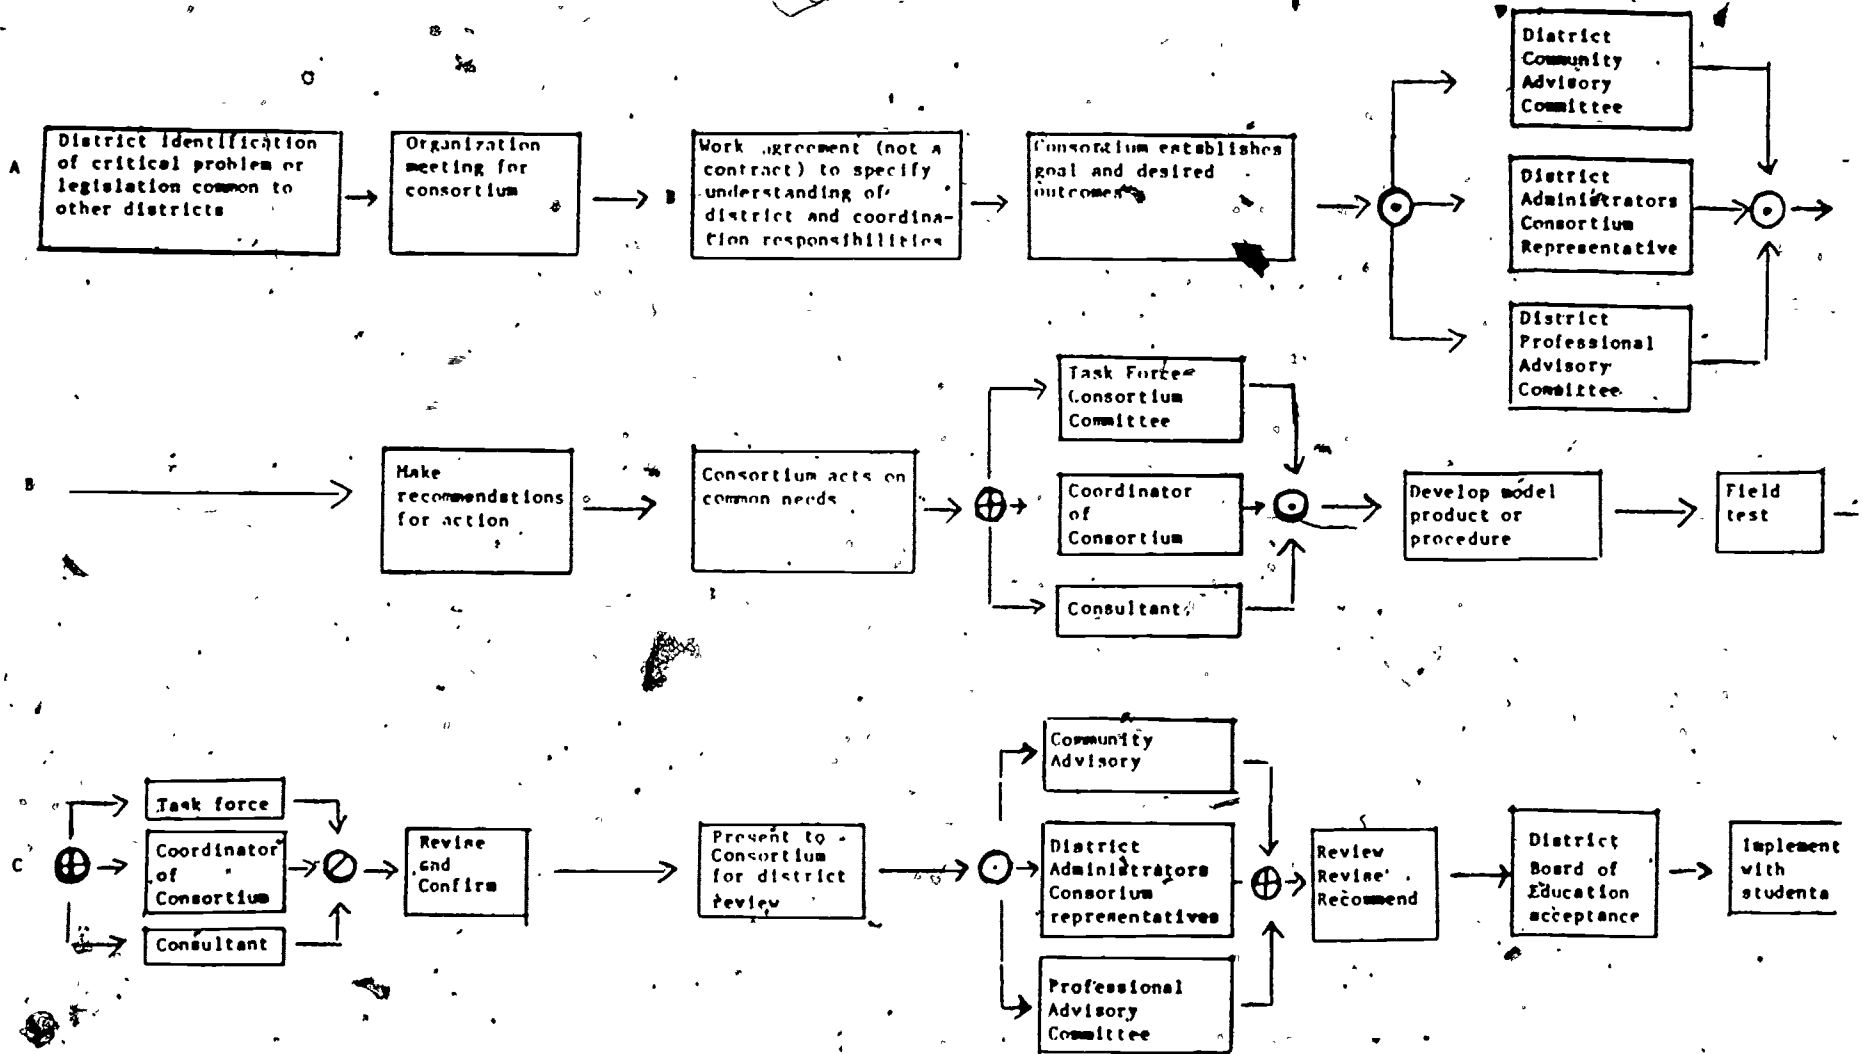 A
District identification
of critical problem or
legislation common to
other districts
Organization
meeting for
consortium
B
Work agreement (not a
contract) to specify
understanding of
district and coordina-
tion responsibilities
Consortium establishes
goal and desired
outcomes
District
Community
Advisory
Committee
District
Administrators
Consortium
Representative
District
Professional
Advisory
Committee
B
Make
recommendations
for action
Consortium acts on
common needs
Task Force
Consortium
Committee
Coordinator
of
Consortium
Consultant
Develop model
product or
procedure
Field
test
C
Task force
Coordinator
of
Consortium
Consultant
Revise
and
Confirm
Present to
Consortium
for district
review
Community
Advisory
District
Administrators
Consorium
representatives
Professional
Advisory
Committee
Review
Revise
Recommend
District
Board of
Education
acceptance
Implement
with
students